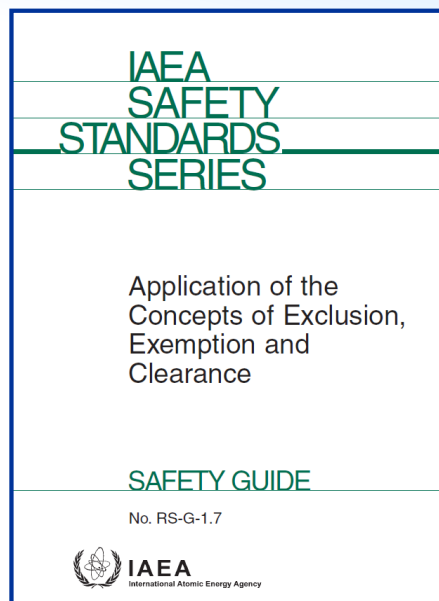 IAEA
SAFETY
STANDARDS
SERIES
Application of the
Concepts of Exclusion,
Exemption and
Clearance
SAFETY GUIDE
No. RS-G-1.7
IAEA
International Atomic Energy Agency